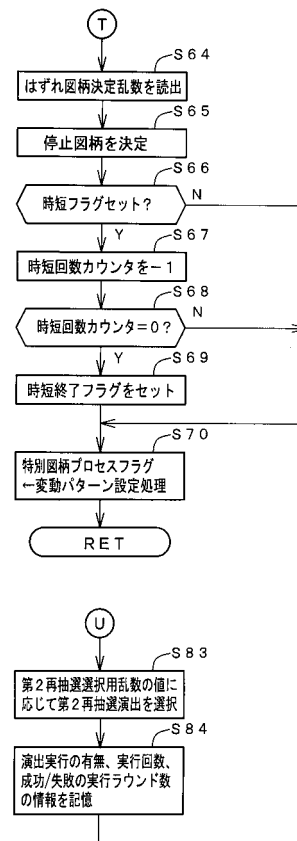 T
S64
はずれ図柄決定乱数を読出
S65
停止図柄を決定
S66
時短フラグセット?
N
Y
S67
時短回数カウンタを－1
S68
時短回数カウンタ=0?
N
Y
S69
時短終了フラグをセット
S70
特別図柄プロセスフラグ
←変動パターン設定処理
RET
U
S83
第2再抽選選択用乱数の値に
応じて第2再抽選演出を選択
S84
演出実行の有無、実行回数、
成功/失敗の実行ラウンド数
の情報を記憶